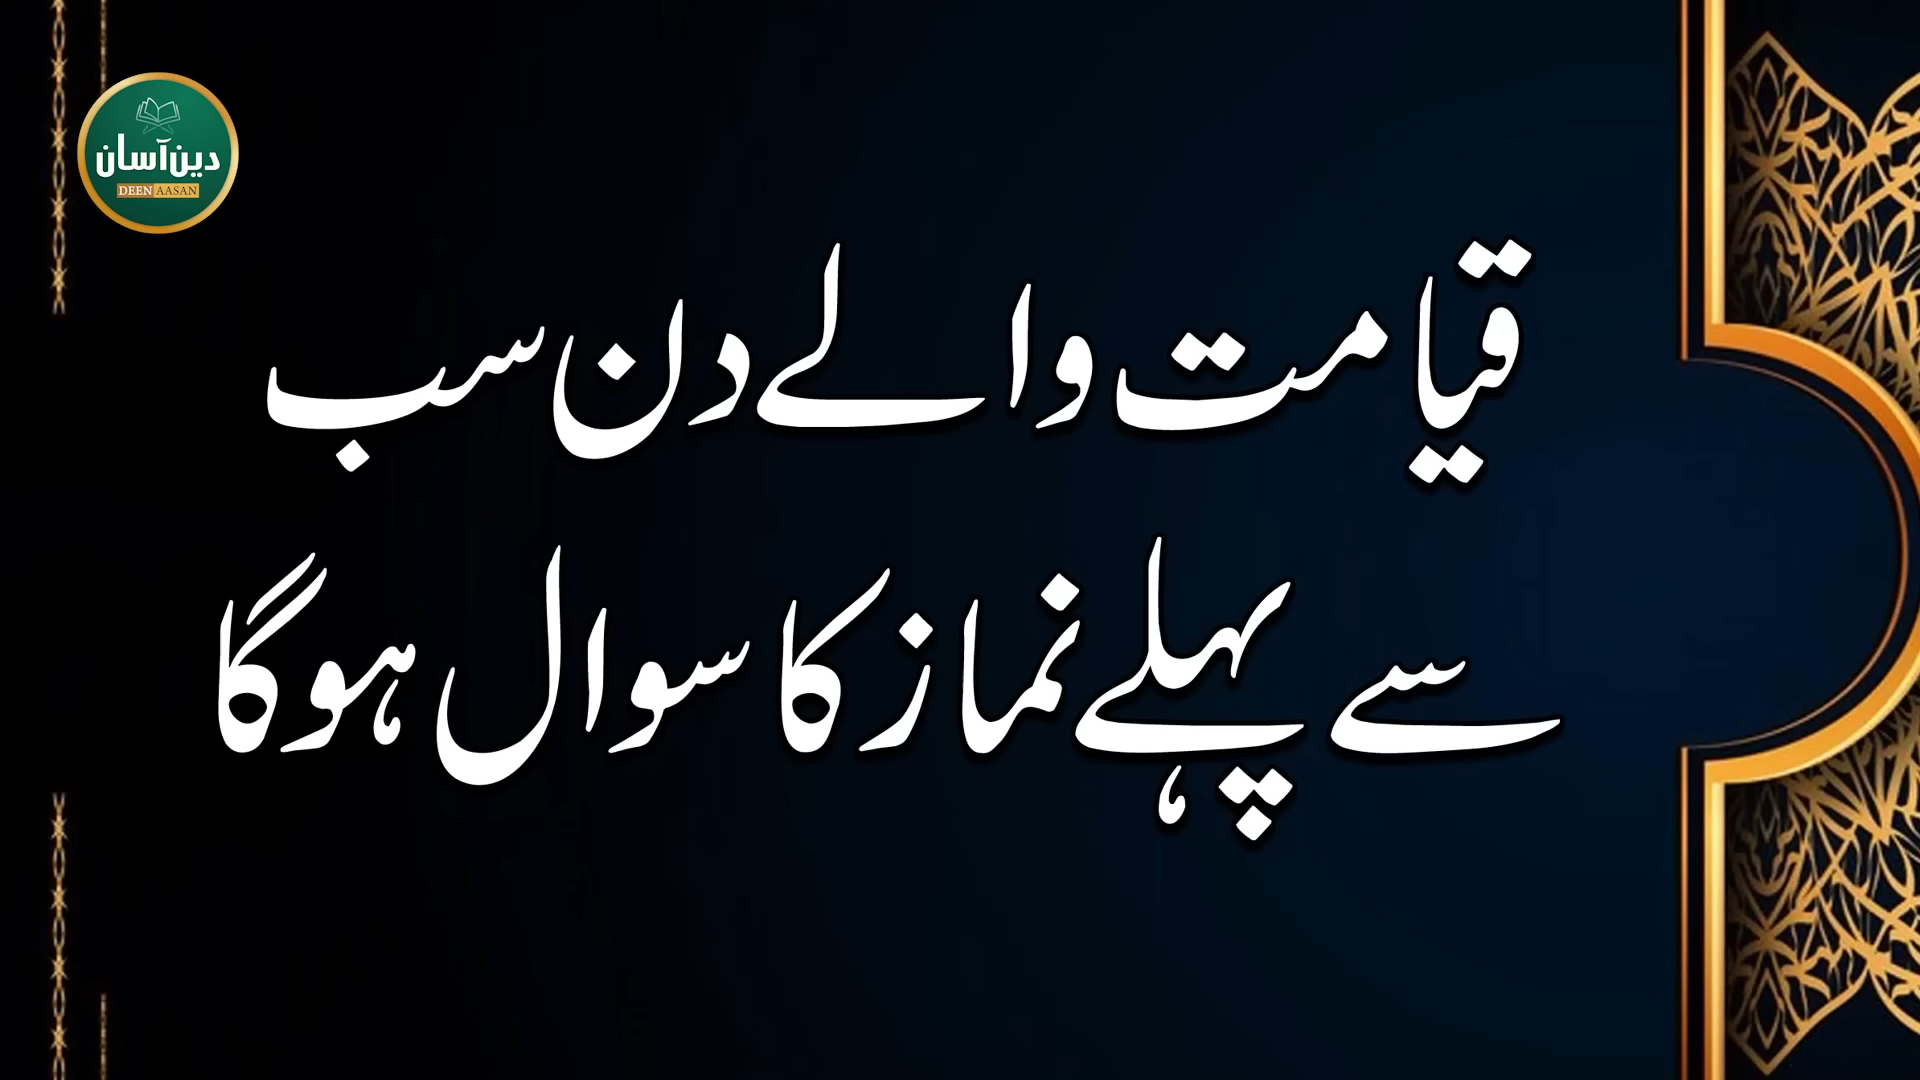 دین آسان
DEEN AASAN
قیامت والے دن سب
سے پہلے نماز کا سوال ہوگا